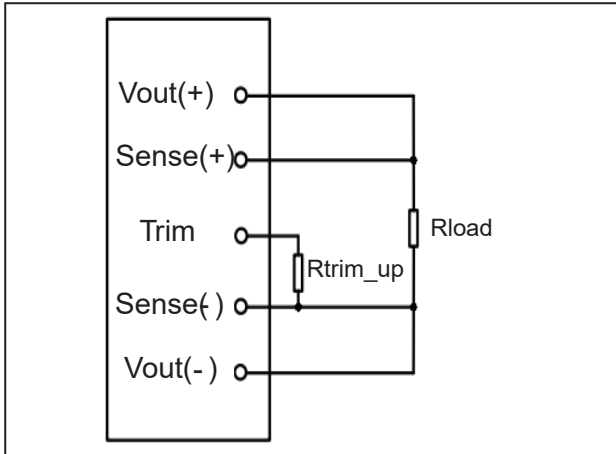 Vout(+)
Sense(+)
Trim
Rload
Rtrim_up
Sense(-)
Vout(-)